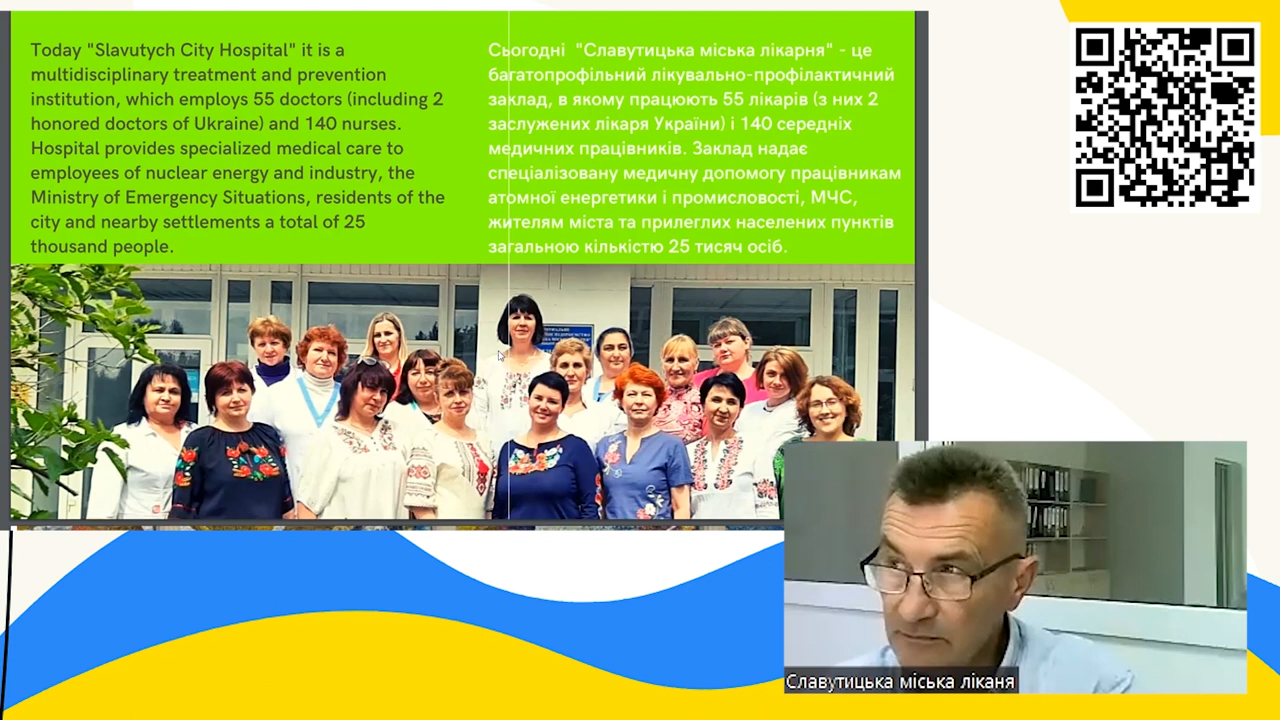 Today "Slavutych City Hospital" it is a
multidisciplinary treatment and prevention
institution, which employs 55 doctors (including 2
honored doctors of Ukraine) and 140 nurses.
Hospital provides specialized medical care to
employees of nuclear energy and industry, the
Ministry of Emergency Situations, residents of the
city and nearby settlements a total of 25
thousand people.
Сьогодні "Славутицька міська лікарня" - це
багатопрофільний лікувально-профілактичний
заклад, в якому працюють 55 лікарів (з них 2
заслужених лікаря України) і 140 середніх
медичних працівників. Заклад надає
спеціалізовану медичну допомогу працівникам
атомної енергетики і промисловості, МЧС,
жителям міста та прилеглих населених пунктів
загальною кількістю 25 тисяч осіб.
Славутицька міська ліканя